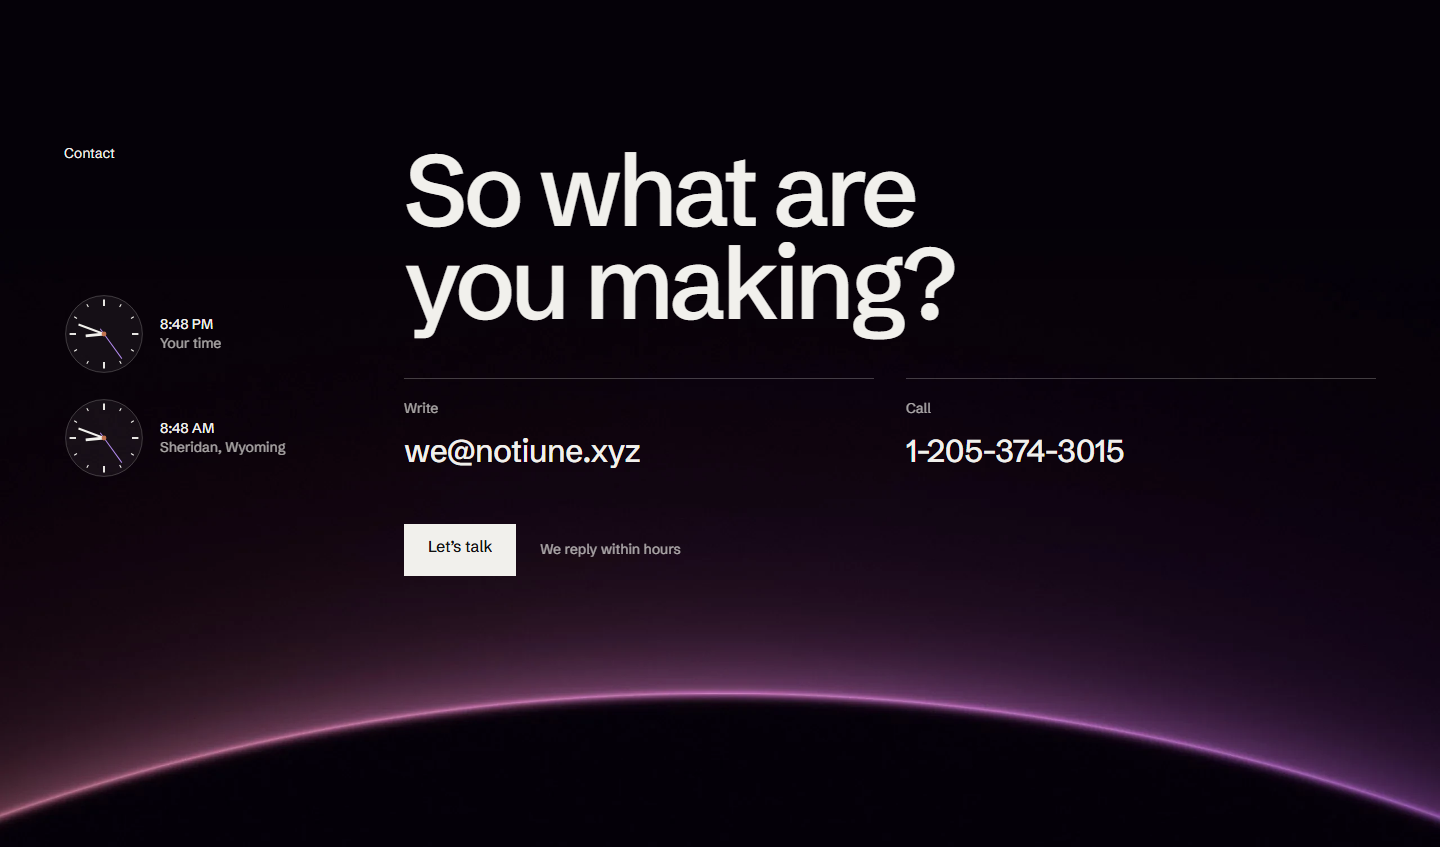 Contact
So what are
you making?
8:48 PM
Your time
8:48 AM
Sheridan, Wyoming
Write
we@notiune.xyz
Call
1-205-374-3015
Let’s talk
We reply within hours